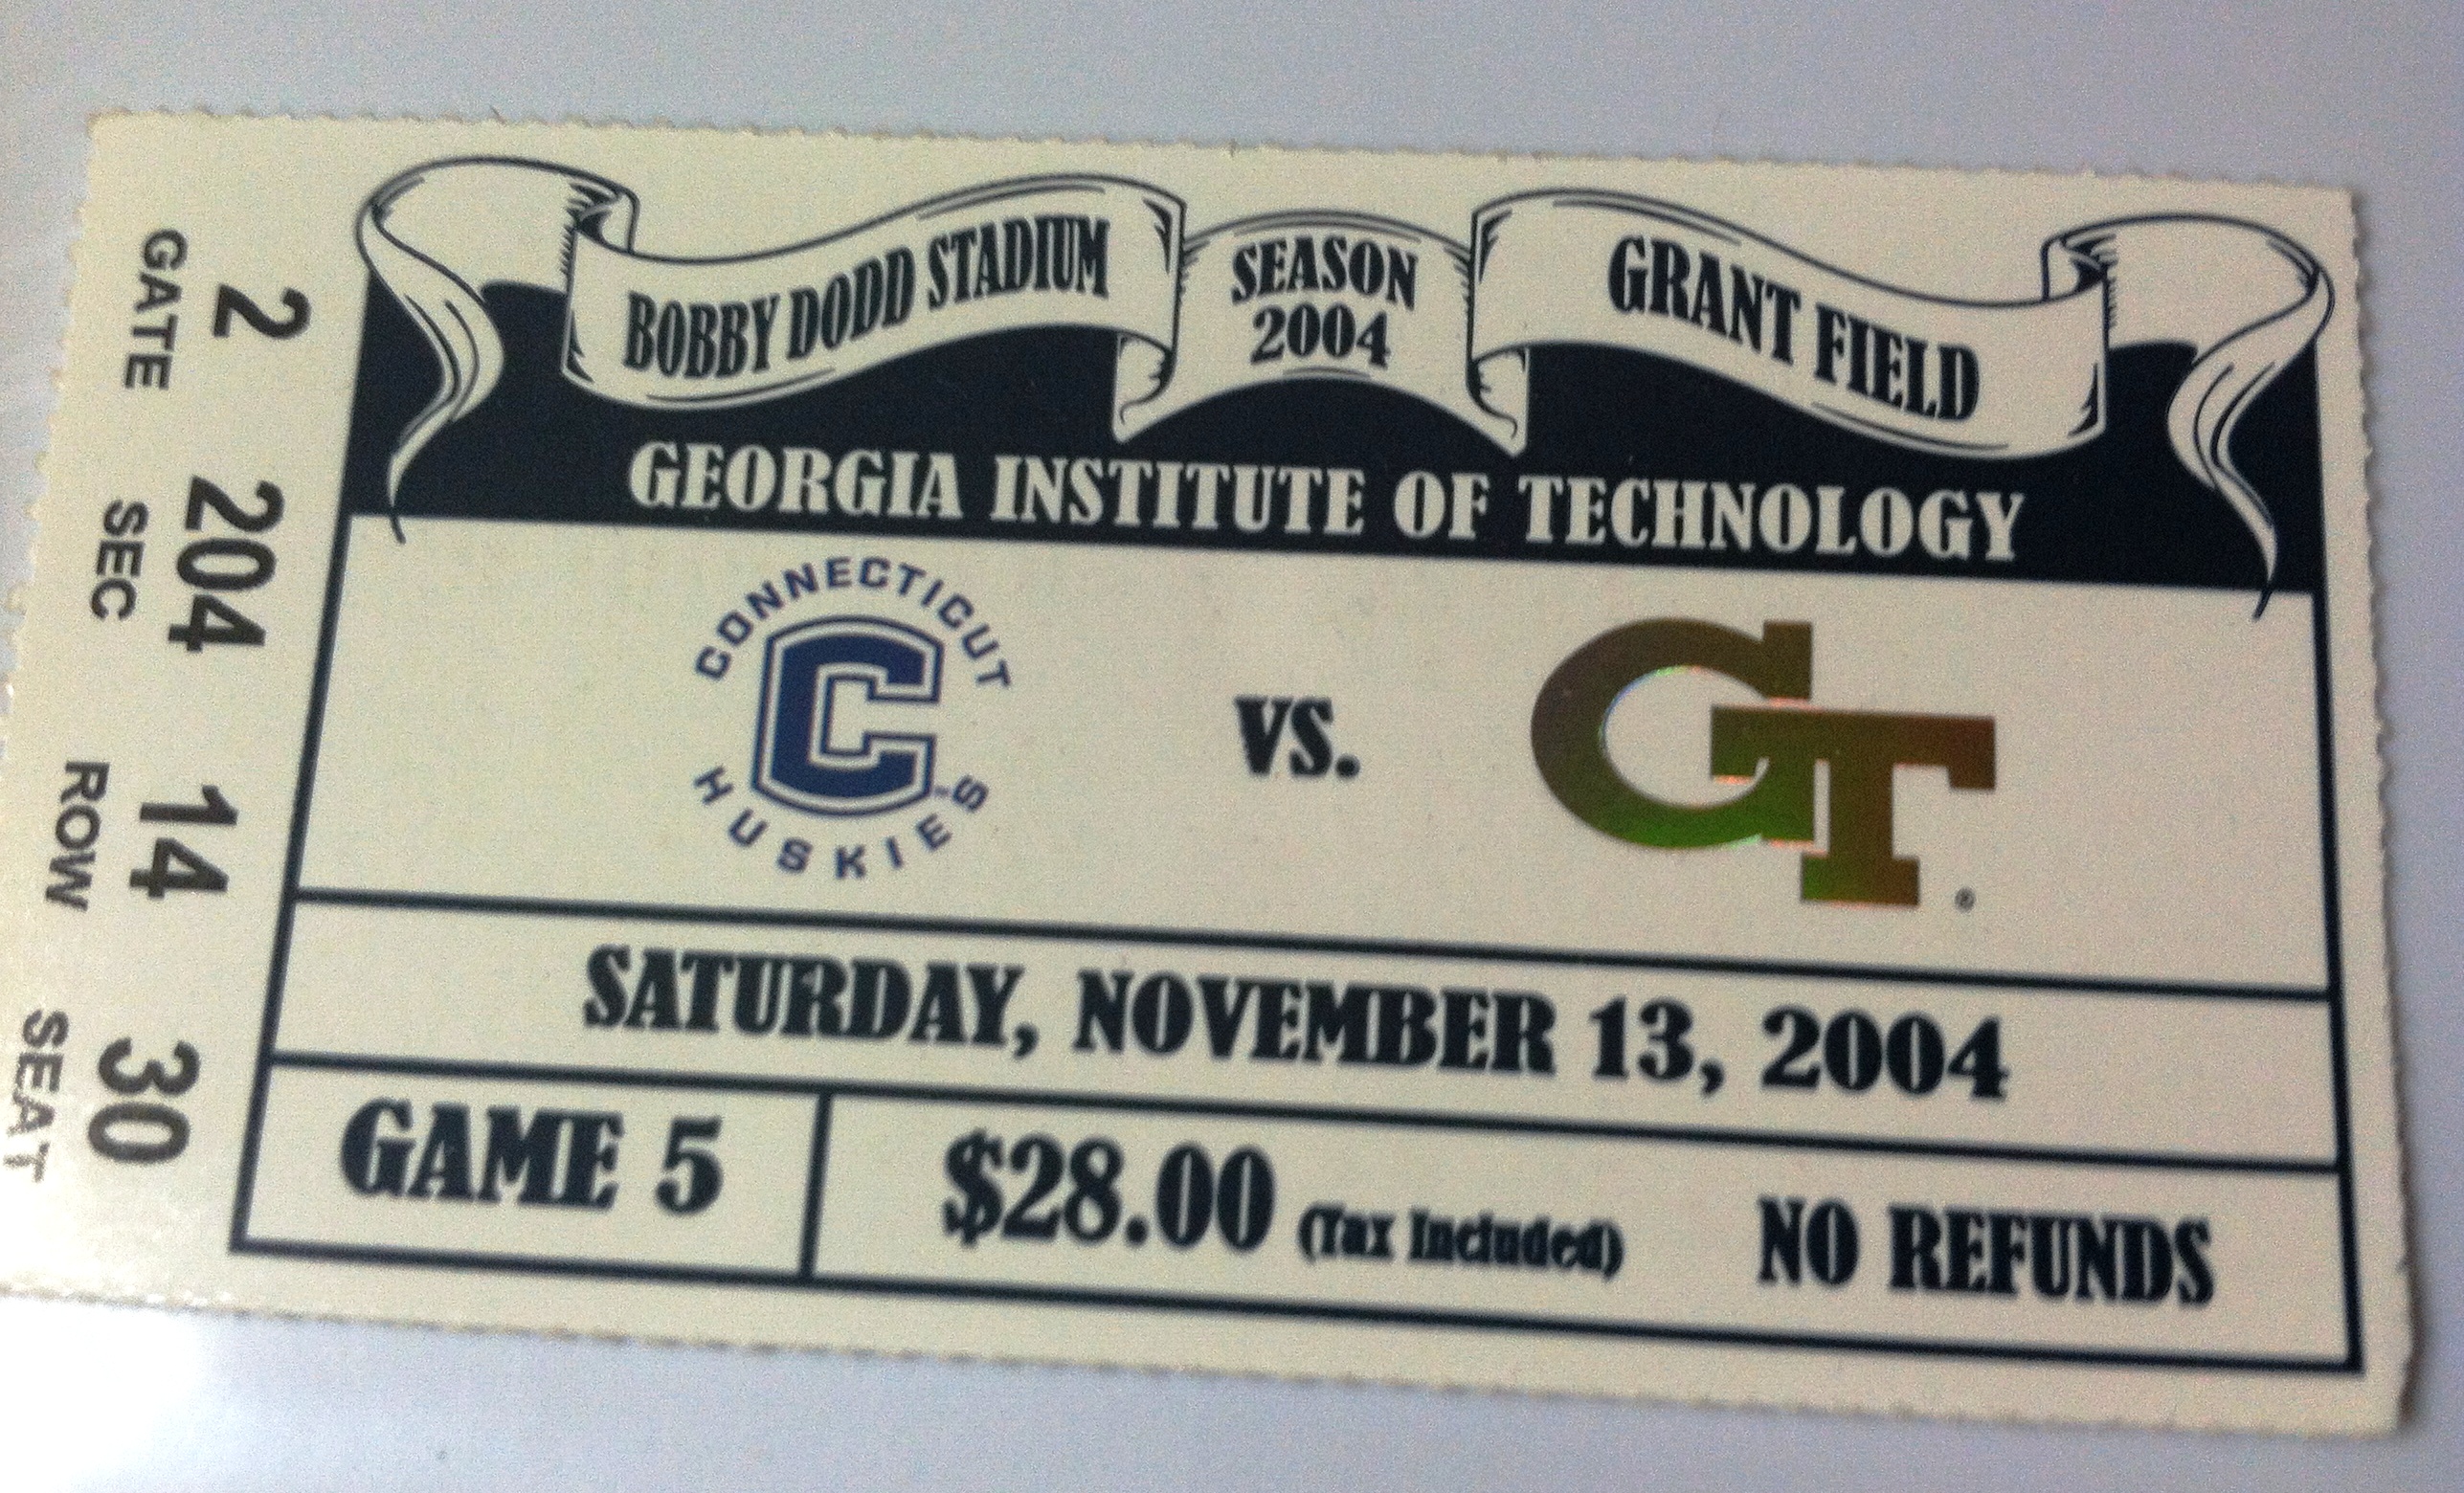 BOBBY DODD STADIUM
SEASON
2004
GRANT FIELD
GEORGIA INSTITUTE OF TECHNOLOGY
CONNECTICUT
C
HUSKIES
VS.
GT
®
SATURDAY, NOVEMBER 13, 2004
GAME 5
$28.00 (Tax Included)
NO REFUNDS
2 204 14 30
GATE SEC ROW SEAT